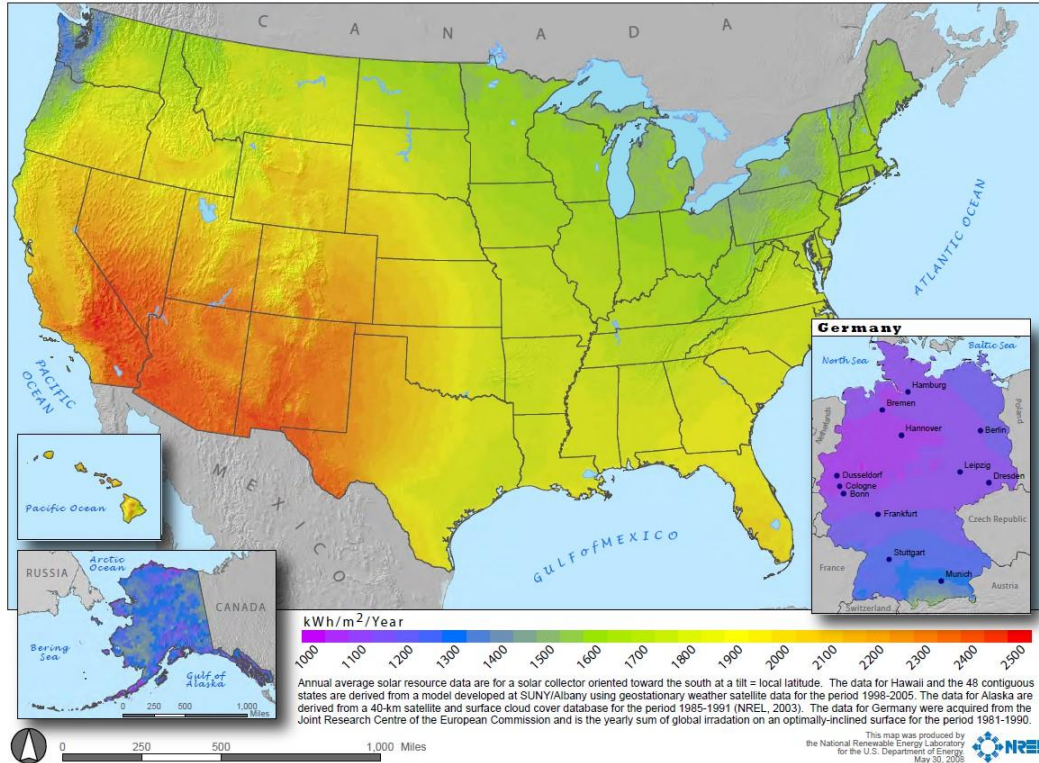 CANADA
ATLANTIC OCEAN
PACIFIC
OCEAN
MEXICO
GULF of MEXICO
Pacific Ocean
Arctic
Ocean
RUSSIA
CANADA
Bering
Sea
Gulf of
Alaska
0 500 1,000
Miles
Germany
North Sea
Baltic Sea
Hamburg
Bremen
Netherlands
Poland
Hannover
Berlin
Dusseldorf
Leipzig
Cologne
Dresden
Bonn
Frankfurt
Czech Republic
Stuttgart
France
Munich
Austria
Switzerland
kWh/m²/Year
1000 1100 1200 1300 1400 1500 1600 1700 1800 1900 2000 2100 2200 2300 2400 2500
Annual average solar resource data are for a solar collector oriented toward the south at a tilt = local latitude. The data for Hawaii and the 48 contiguous
states are derived from a model developed at SUNY/Albany using geostationary weather satellite data for the period 1998-2005. The data for Alaska are
derived from a 40-km satellite and surface cloud cover database for the period 1985-1991 (NREL, 2003). The data for Germany were acquired from the
Joint Research Centre of the European Commission and is the yearly sum of global irradation on an optimally-inclined surface for the period 1981-1990.
0 250 500 1,000 Miles
This map was produced by
the National Renewable Energy Laboratory
for the U.S. Department of Energy.
May 30, 2008
NREL